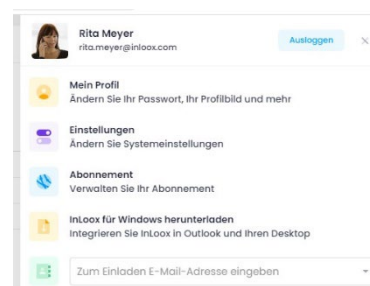 Rita Meyer
rita.meyer@inloox.com
Ausloggen
Mein Profil
Ändern Sie Ihr Passwort, Ihr Profilbild und mehr
Einstellungen
Ändern Sie Systemeinstellungen
Abonnement
Verwalten Sie Ihr Abonnement
InLoox für Windows herunterladen
Integrieren Sie InLoox in Outlook und Ihren Desktop
Zum Einladen E-Mail-Adresse eingeben